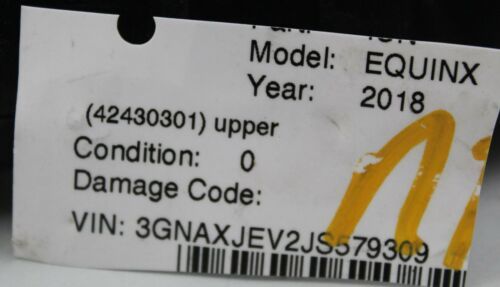 Model: EQUINX
Year: 2018
(42430301) upper
Condition: 0
Damage Code:
VIN: 3GNAXJEV2JS579309